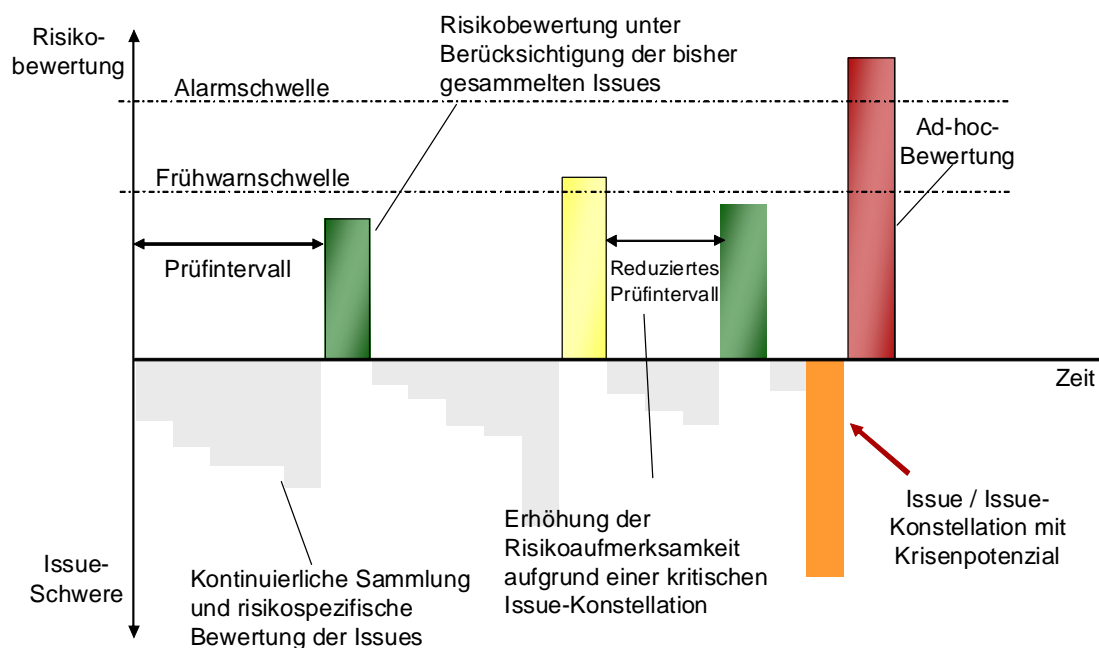 Risiko-
bewertung
Risikobewertung unter
Berücksichtigung der bisher
gesammelten Issues
Alarmschwelle
Ad-hoc-
Bewertung
Frühwarnschwelle
Prüfintervall
Reduziertes
Prüfintervall
Zeit
Issue-
Schwere
Kontinuierliche Sammlung
und risikospezifische
Bewertung der Issues
Erhöhung der
Risikoaufmerksamkeit
aufgrund einer kritischen
Issue-Konstellation
Issue / Issue-
Konstellation mit
Krisenpotenzial